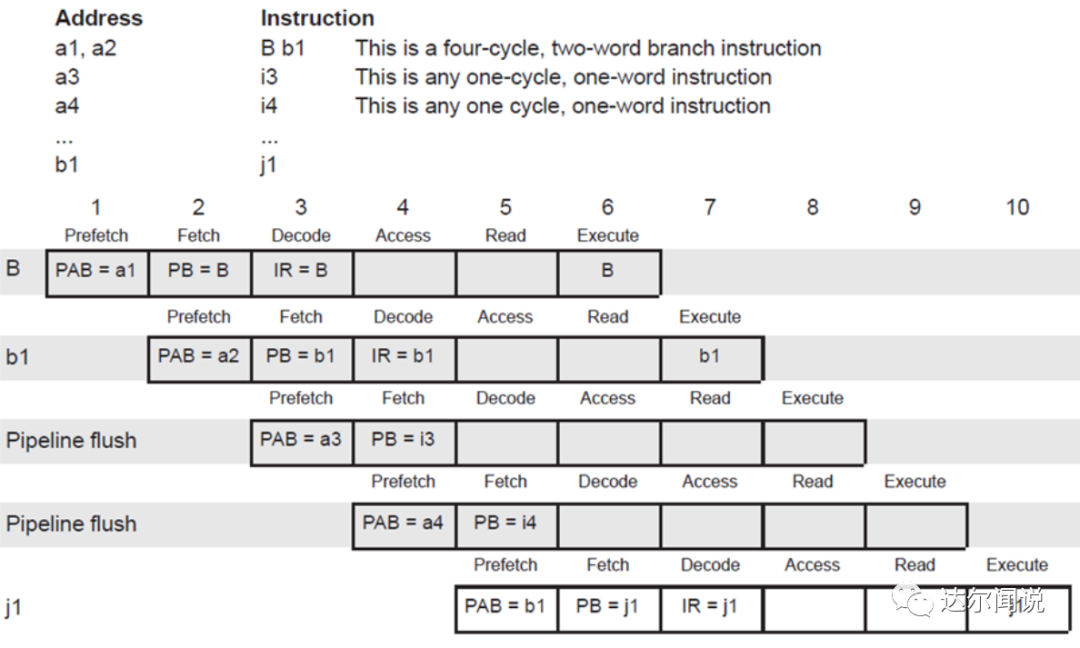 Address Instruction
a1, a2 B b1 This is a four-cycle, two-word branch instruction
a3 i3 This is any one-cycle, one-word instruction
a4 i4 This is any one cycle, one-word instruction
... ...
b1 j1
1 2 3 4 5 6 7 8 9 10
Prefetch Fetch Decode Access Read Execute
B PAB = a1 PB = B IR = B B
Prefetch Fetch Decode Access Read Execute
b1 PAB = a2 PB = b1 IR = b1 b1
Prefetch Fetch Decode Access Read Execute
Pipeline flush PAB = a3 PB = i3
Prefetch Fetch Decode Access Read Execute
Pipeline flush PAB = a4 PB = i4
Prefetch Fetch Decode Access Read Execute
j1 PAB = b1 PB = j1 IR = j1 j1
达尔闻说